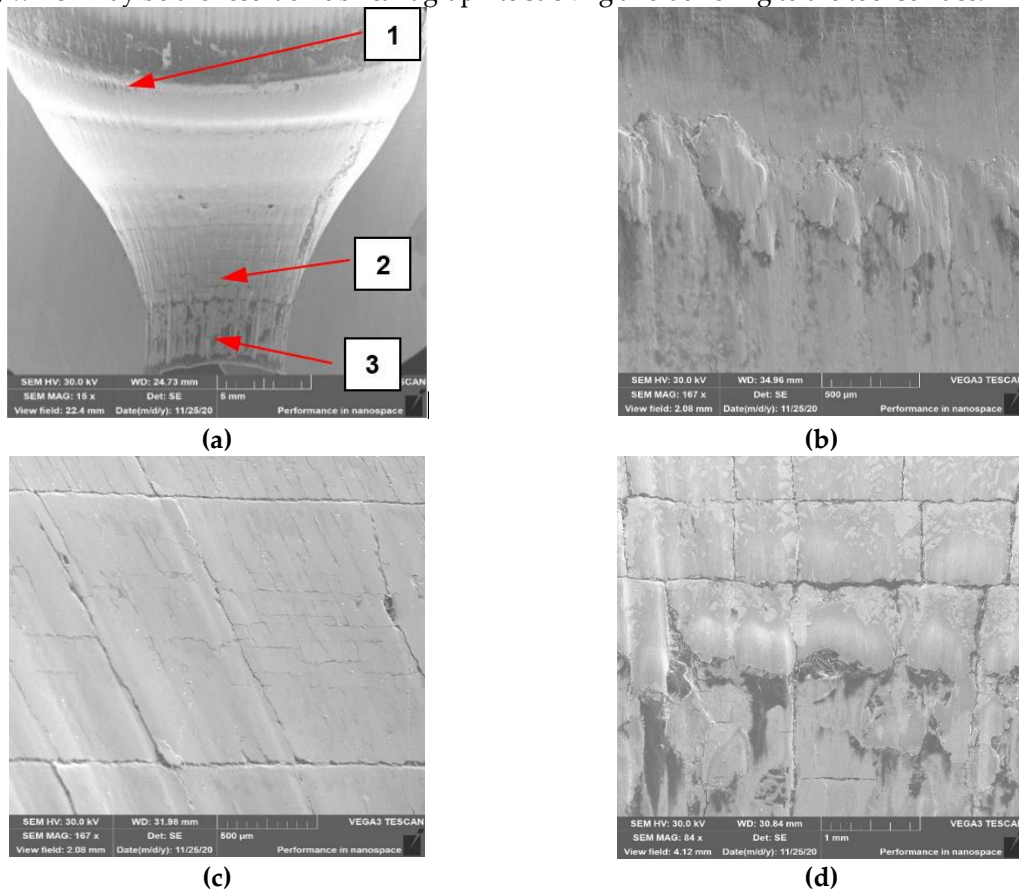 1
2
3
SEM HV: 30.0 kV WD: 24.73 mm SCAN
SEM MAG: 15 x Det: SE 5 mm
View field: 22.4 mm Date(m/d/y): 11/25/20 Performance in nanospace
(a)
SEM HV: 30.0 kV WD: 34.96 mm VEGA3 TESCAN
SEM MAG: 167 x Det: SE 500 µm
View field: 2.08 mm Date(m/d/y): 11/25/20 Performance in nanospace
(b)
SEM HV: 30.0 kV WD: 31.98 mm VEGA3 TESCAN
SEM MAG: 167 x Det: SE 500 µm
View field: 2.08 mm Date(m/d/y): 11/25/20 Performance in nanospace
(c)
SEM HV: 30.0 kV WD: 30.84 mm VEGA3 TESCAN
SEM MAG: 84 x Det: SE 1 mm
View field: 4.12 mm Date(m/d/y): 11/25/20 Performance in nanospace
(d)